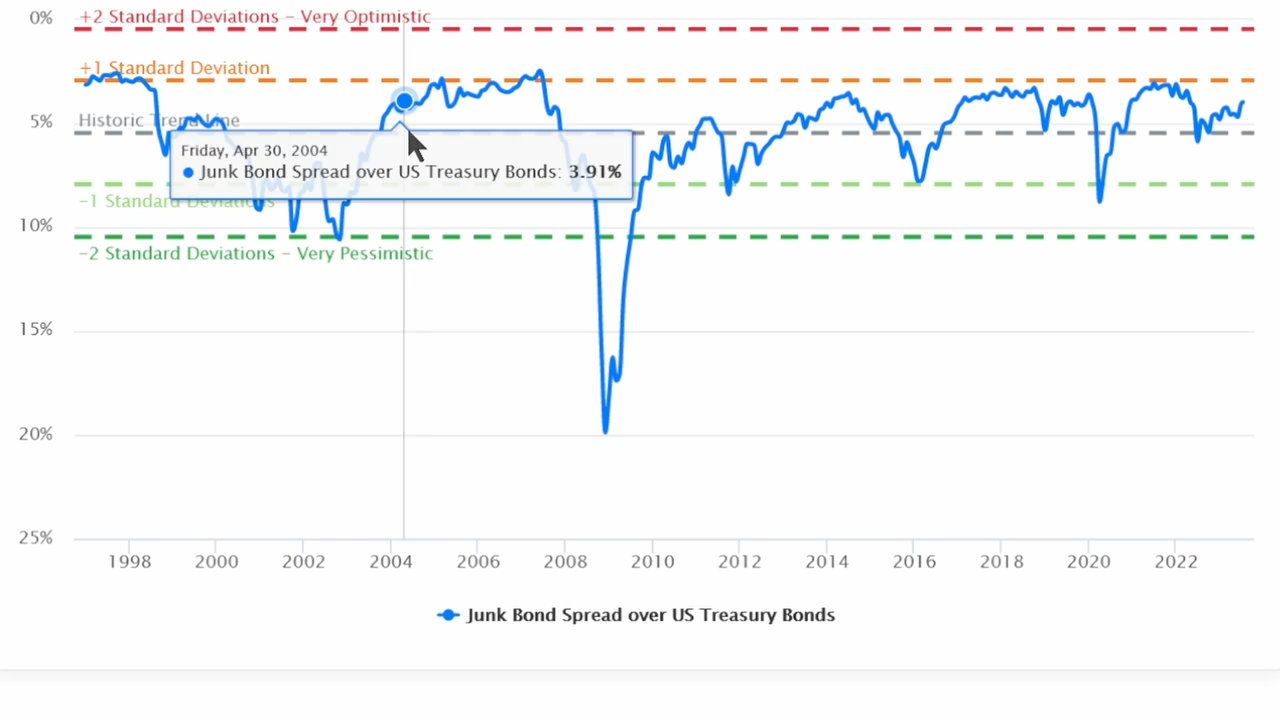 0%
+2 Standard Deviations – Very Optimistic
+1 Standard Deviation
Historic Trend Line
5%
Friday, Apr 30, 2004
Junk Bond Spread over US Treasury Bonds: 3.91%
−1 Standard Deviations
10%
−2 Standard Deviations – Very Pessimistic
15%
20%
25%
1998 2000 2002 2004 2006 2008 2010 2012 2014 2016 2018 2020 2022
Junk Bond Spread over US Treasury Bonds